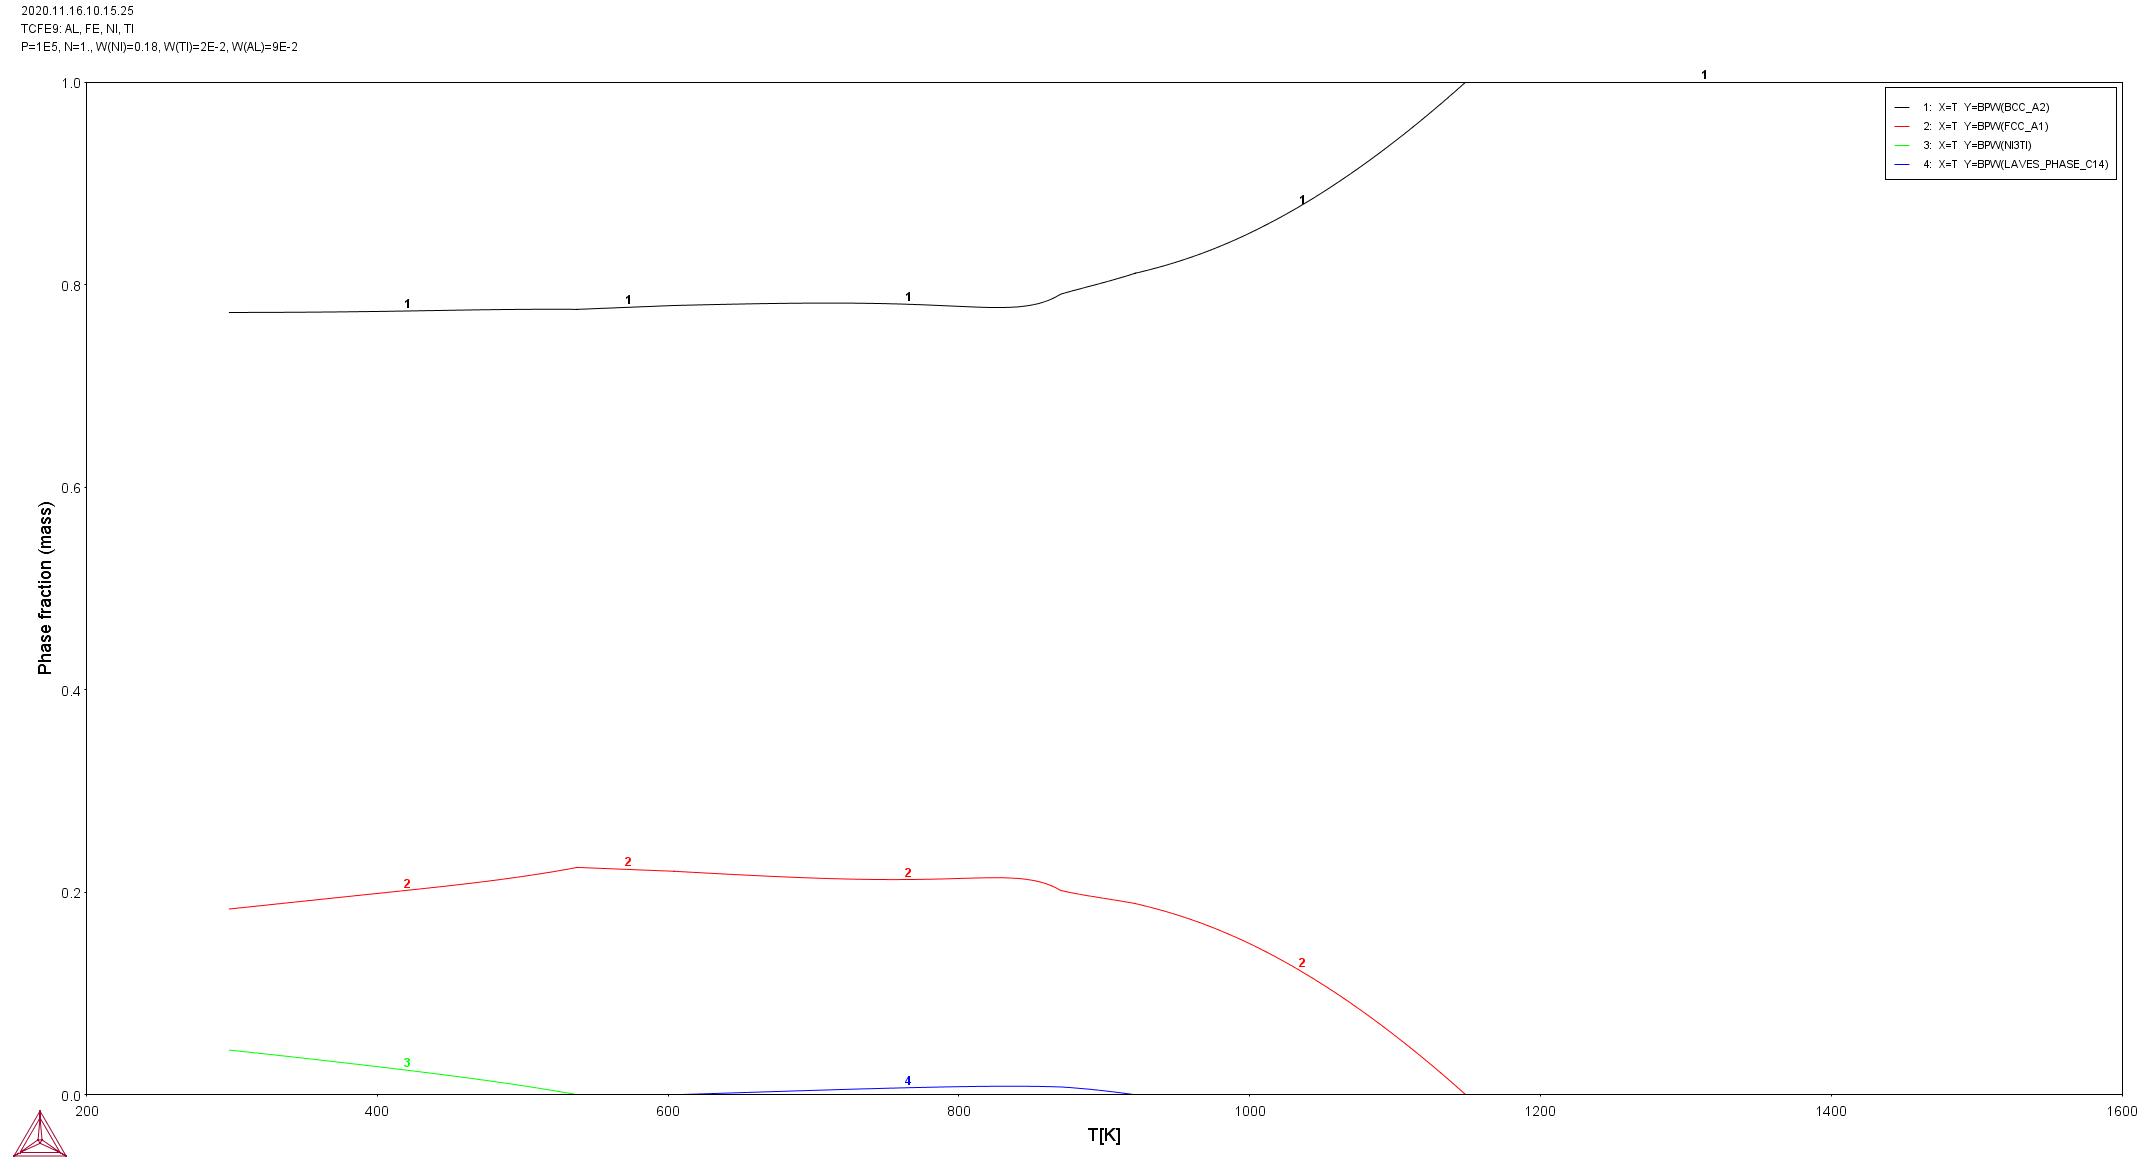 2020.11.16.10.15.25
TCFE9: AL, FE, NI, TI
P=1E5, N=1., W(NI)=0.18, W(TI)=2E-2, W(AL)=9E-2
1
1.0
1: X=T Y=BPW(BCC_A2)
2: X=T Y=BPW(FCC_A1)
3: X=T Y=BPW(NI3TI)
4: X=T Y=BPW(LAVES_PHASE_C14)
1
0.8
1 1 1
0.6
Phase fraction (mass)
0.4
0.2
2 2 2
2
3
4
0.0
200 400 600 800 1000 1200 1400 1600
T[K]